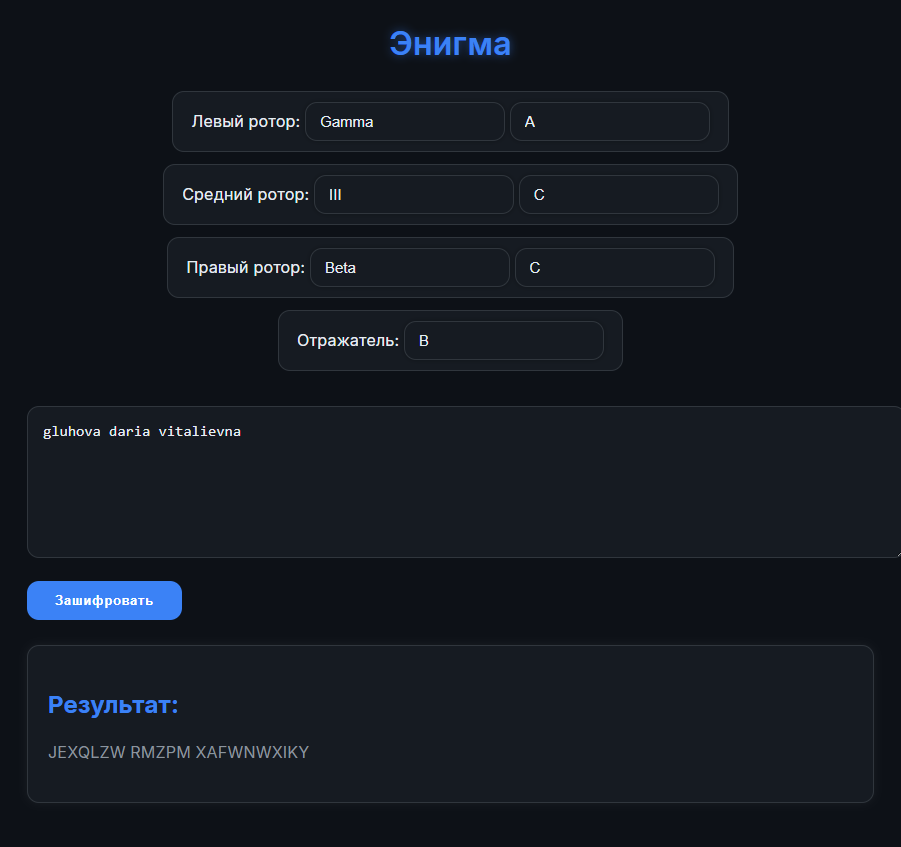 Энигма
Левый ротор: Gamma A
Средний ротор: III C
Правый ротор: Beta C
Отражатель: B
gluhova daria vitalievna
Зашифровать
Результат:
JEXQLZW RMZPM XAFWNWXIKY